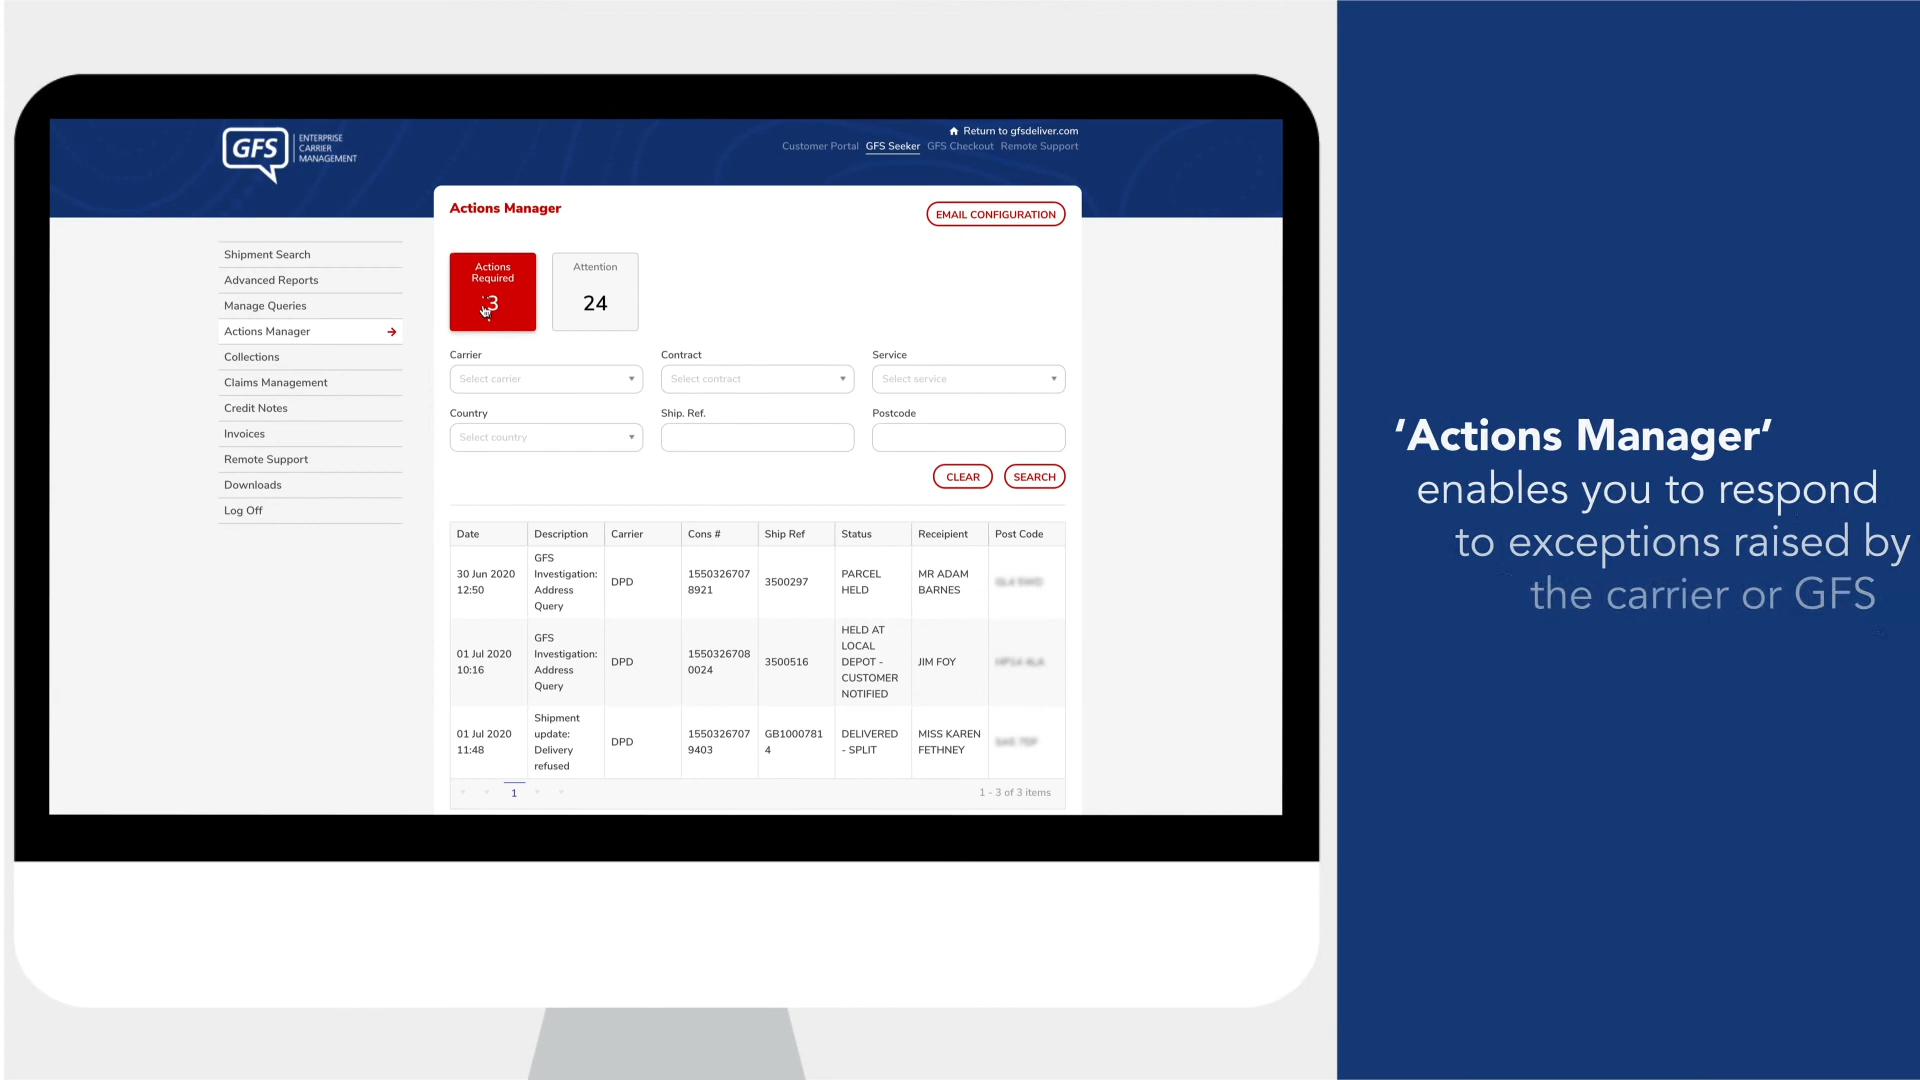 GFS
ENTERPRISE
CARRIER
MANAGEMENT
Return to gfsdeliver.com
Customer Portal GFS Seeker GFS Checkout Remote Support
Shipment Search
Advanced Reports
Manage Queries
Actions Manager
Collections
Claims Management
Credit Notes
Invoices
Remote Support
Downloads
Log Off
Actions Manager
EMAIL CONFIGURATION
Actions
Required
3
Attention
24
Carrier
Select carrier
Contract
Select contract
Service
Select service
Country
Select country
Ship. Ref.
Postcode
CLEAR
SEARCH
Date Description Carrier Cons # Ship Ref Status Receipient Post Code
30 Jun 2020
12:50
GFS
Investigation:
Address
Query
DPD
1550326707
8921
3500297
PARCEL
HELD
MR ADAM
BARNES
01 Jul 2020
10:16
GFS
Investigation:
Address
Query
DPD
1550326708
0024
3500516
HELD AT
LOCAL
DEPOT -
CUSTOMER
NOTIFIED
JIM FOY
01 Jul 2020
11:48
Shipment
update:
Delivery
refused
DPD
1550326707
9403
GB1000781
4
DELIVERED
- SPLIT
MISS KAREN
FETHNEY
1
1 - 3 of 3 items
‘Actions Manager’
enables you to respond
to exceptions raised by
the carrier or GFS